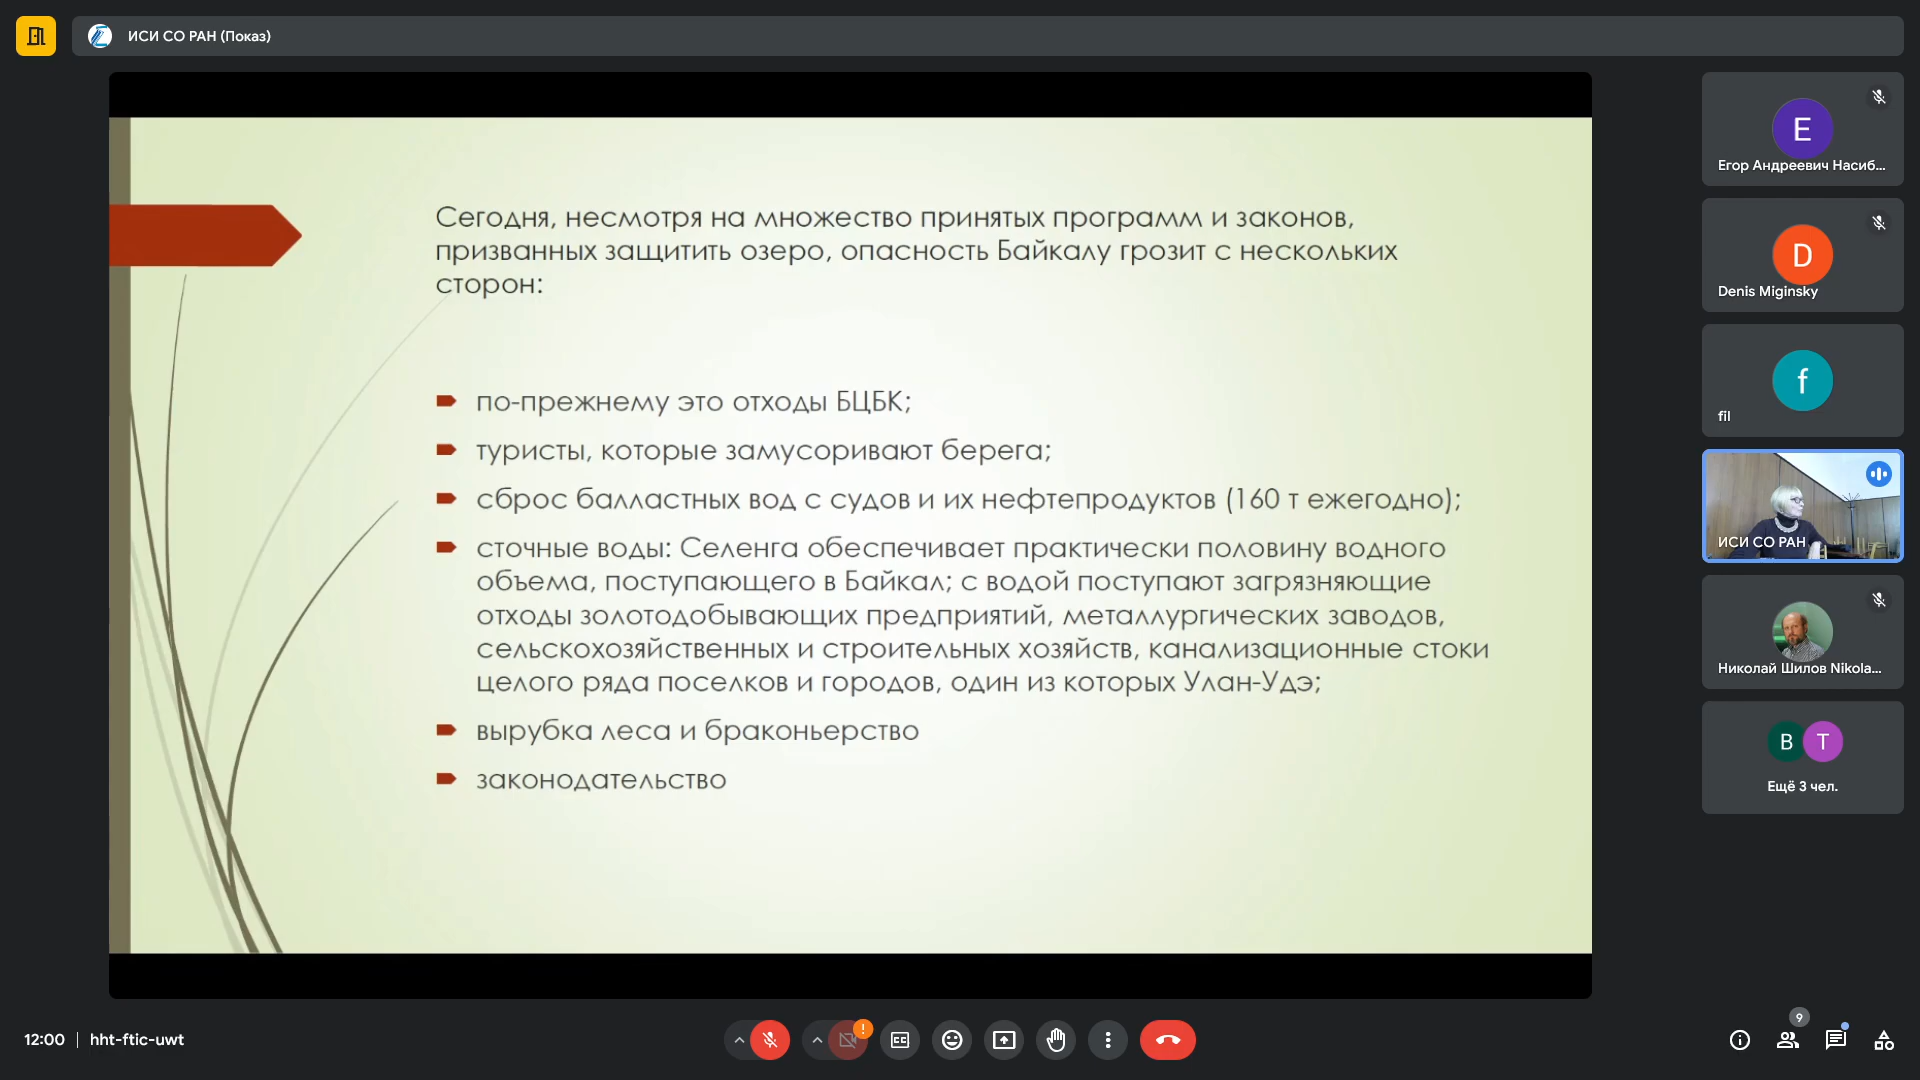 ИСИ СО РАН (Показ)
Сегодня, несмотря на множество принятых программ и законов,
призванных защитить озеро, опасность Байкалу грозит с нескольких
сторон:
по-прежнему это отходы БЦБК;
туристы, которые замусоривают берега;
сброс балластных вод с судов и их нефтепродуктов (160 т ежегодно);
сточные воды: Селенга обеспечивает практически половину водного
объема, поступающего в Байкал; с водой поступают загрязняющие
отходы золотодобывающих предприятий, металлургических заводов,
сельскохозяйственных и строительных хозяйств, канализационные стоки
целого ряда поселков и городов, один из которых Улан-Удэ;
вырубка леса и браконьерство
законодательство
E
Егор Андреевич Насиб...
D
Denis Miginsky
f
fil
ИСИ СО РАН
Николай Шилов Nikola...
B T
Ещё 3 чел.
12:00 | hht-ftic-uwt
!
9